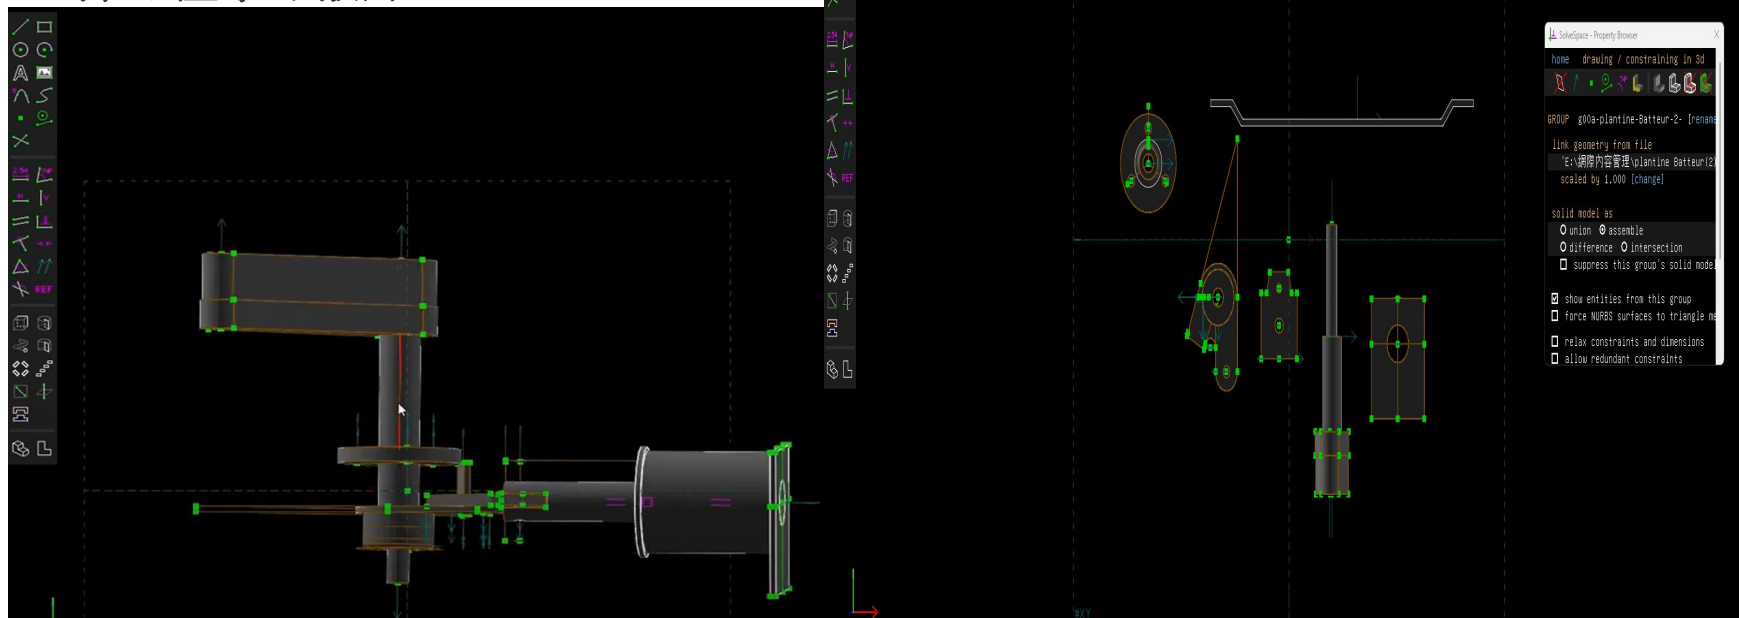 SolveSpace - Property Browser
X
home drawing / constraining in 3d
GROUP g00a-plantine-Batteur-2- [rename
link geometry from file
'E:\網際內容管理\plantine Batteur(2)
scaled by 1.000 [change]
solid model as
union assemble
difference intersection
suppress this group's solid model
show entities from this group
force NURBS surfaces to triangle me
relax constraints and dimensions
allow redundant constraints
REF
REF
#XY